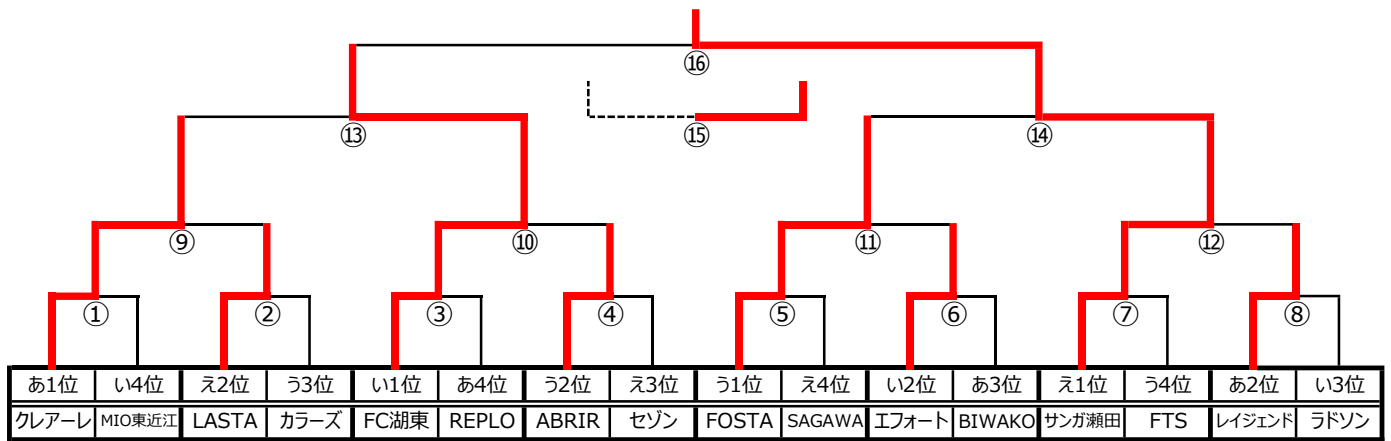 ⑯
⑬ ⑮ ⑭
⑨ ⑩ ⑪ ⑫
① ② ③ ④ ⑤ ⑥ ⑦ ⑧
あ1位 い4位 え2位 う3位 い1位 あ4位 う2位 え3位 う1位 え4位 い2位 あ3位 え1位 う4位 あ2位 い3位
クレアーレ MIO東近江 LASTA カラーズ FC湖東 REPLO ABRIR セゾン FOSTA SAGAWA エフォート BIWAKO サンガ瀬田 FTS レイジェンド ラドソン